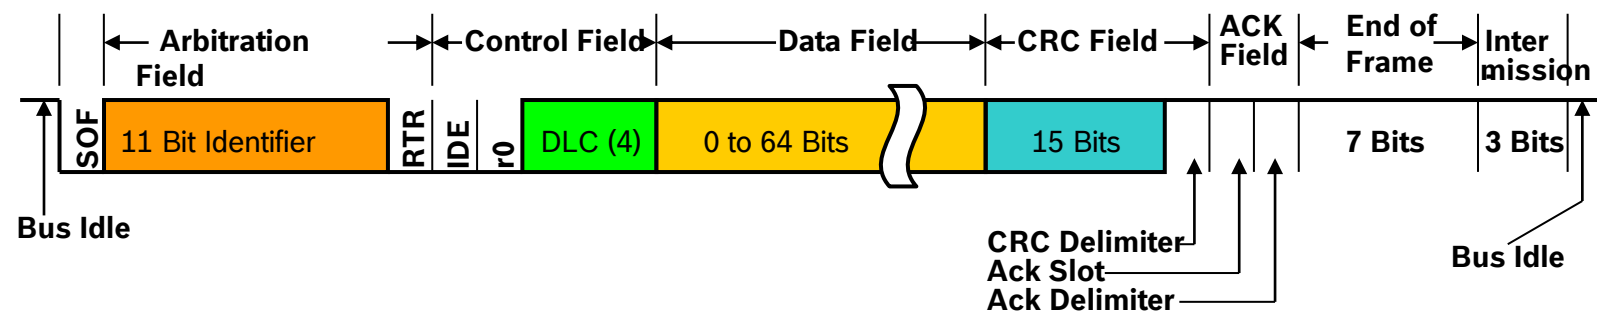 Arbitration
Field
Control Field
Data Field
CRC Field
ACK
Field
End of
Frame
Inter
mission
SOF
11 Bit Identifier
RTR
IDE
r0
DLC (4)
0 to 64 Bits
15 Bits
7 Bits
3 Bits
Bus Idle
CRC Delimiter
Ack Slot
Ack Delimiter
Bus Idle